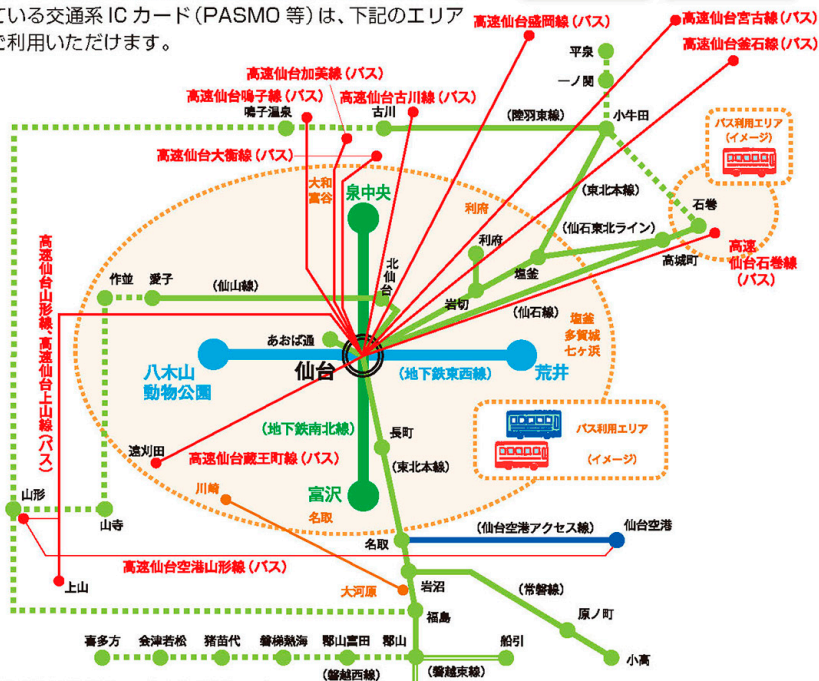 ている交通系ICカード(PASMO等)は、下記のエリア
ご利用いただけます。
高速仙台盛岡線(バス)
高速仙台宮古線(バス)
高速仙台釜石線(バス)
平泉
一ノ関
高速仙台加美線(バス)
高速仙台鳴子線(バス)
高速仙台古川線(バス)
鳴子温泉
古川
(陸羽東線)
小牛田
バス利用エリア
(イメージ)
高速仙台大衡線(バス)
大和
富谷
泉中央
利府
(東北本線)
石巻
利府
(仙石東北ライン)
高速
仙台石巻線
(バス)
高速仙台山形線、高速仙台上山線(バス)
作並
愛子
(仙山線)
北仙台
塩釜
高城町
岩切
(仙石線)
あおば通
塩釜
多賀城
七ヶ浜
八木山
動物公園
仙台
(地下鉄東西線)
荒井
(地下鉄南北線)
長町
バス利用エリア
(イメージ)
遠刈田
高速仙台蔵王町線(バス)
(東北本線)
川崎
富沢
名取
山形
山寺
名取
(仙台空港アクセス線)
仙台空港
高速仙台空港山形線(バス)
上山
大河原
岩沼
(常磐線)
福島
原ノ町
喜多方
会津若松
猪苗代
磐梯熱海
郡山富田
郡山
船引
小高
(磐越西線)
(磐越東線)